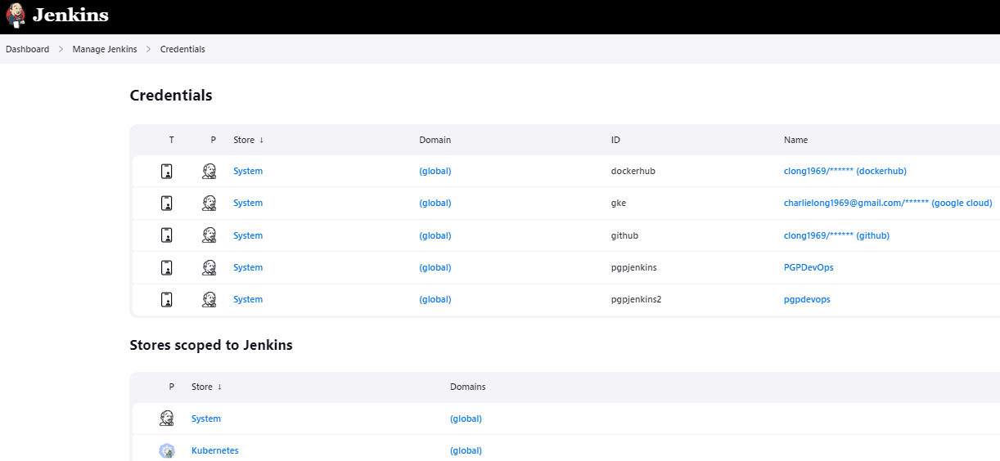 Jenkins
Dashboard > Manage Jenkins > Credentials
Credentials
T P Store ↓ Domain ID Name
System (global) dockerhub clong1969/****** (dockerhub)
System (global) gke charlielong1969@gmail.com/****** (google cloud)
System (global) github clong1969/****** (github)
System (global) pgpjenkins PGPDevOps
System (global) pgpjenkins2 pgpdevops
Stores scoped to Jenkins
P Store ↓ Domains
System (global)
Kubernetes (global)